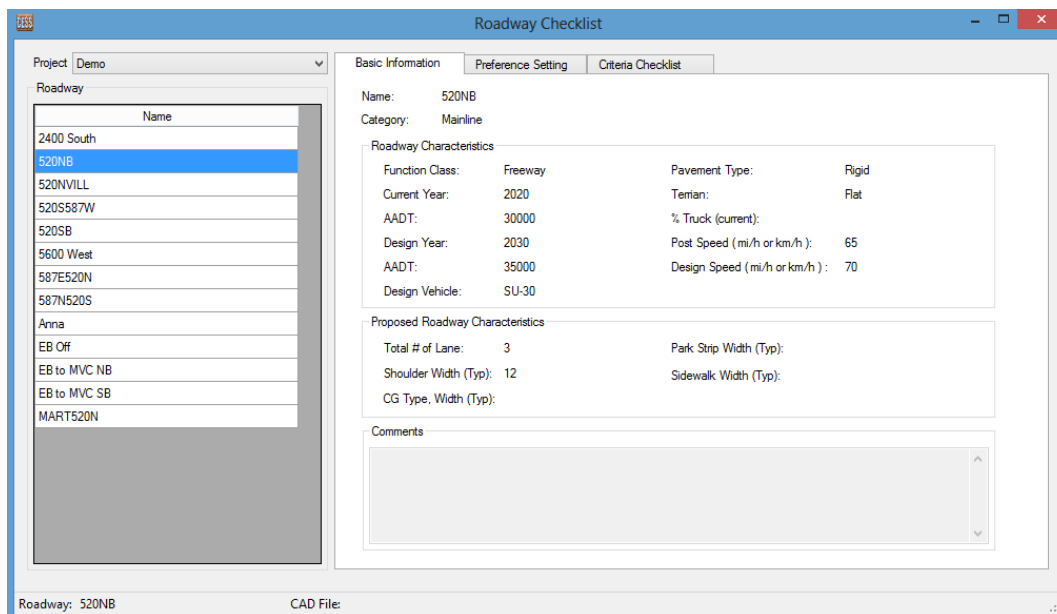 CESS
Roadway Checklist
Project Demo
Roadway
Name
2400 South
520NB
520NVILL
520S587W
520SB
5600 West
587E520N
587N520S
Anna
EB Off
EB to MVC NB
EB to MVC SB
MART520N
Basic Information Preference Setting Criteria Checklist
Name: 520NB
Category: Mainline
Roadway Characteristics
Function Class: Freeway Pavement Type: Rigid
Current Year: 2020 Terrian: Flat
AADT: 30000 % Truck (current):
Design Year: 2030 Post Speed ( mi/h or km/h ): 65
AADT: 35000 Design Speed ( mi/h or km/h ) : 70
Design Vehicle: SU-30
Proposed Roadway Characteristics
Total # of Lane: 3 Park Strip Width (Typ):
Shoulder Width (Typ): 12 Sidewalk Width (Typ):
CG Type, Width (Typ):
Comments
Roadway: 520NB CAD File: